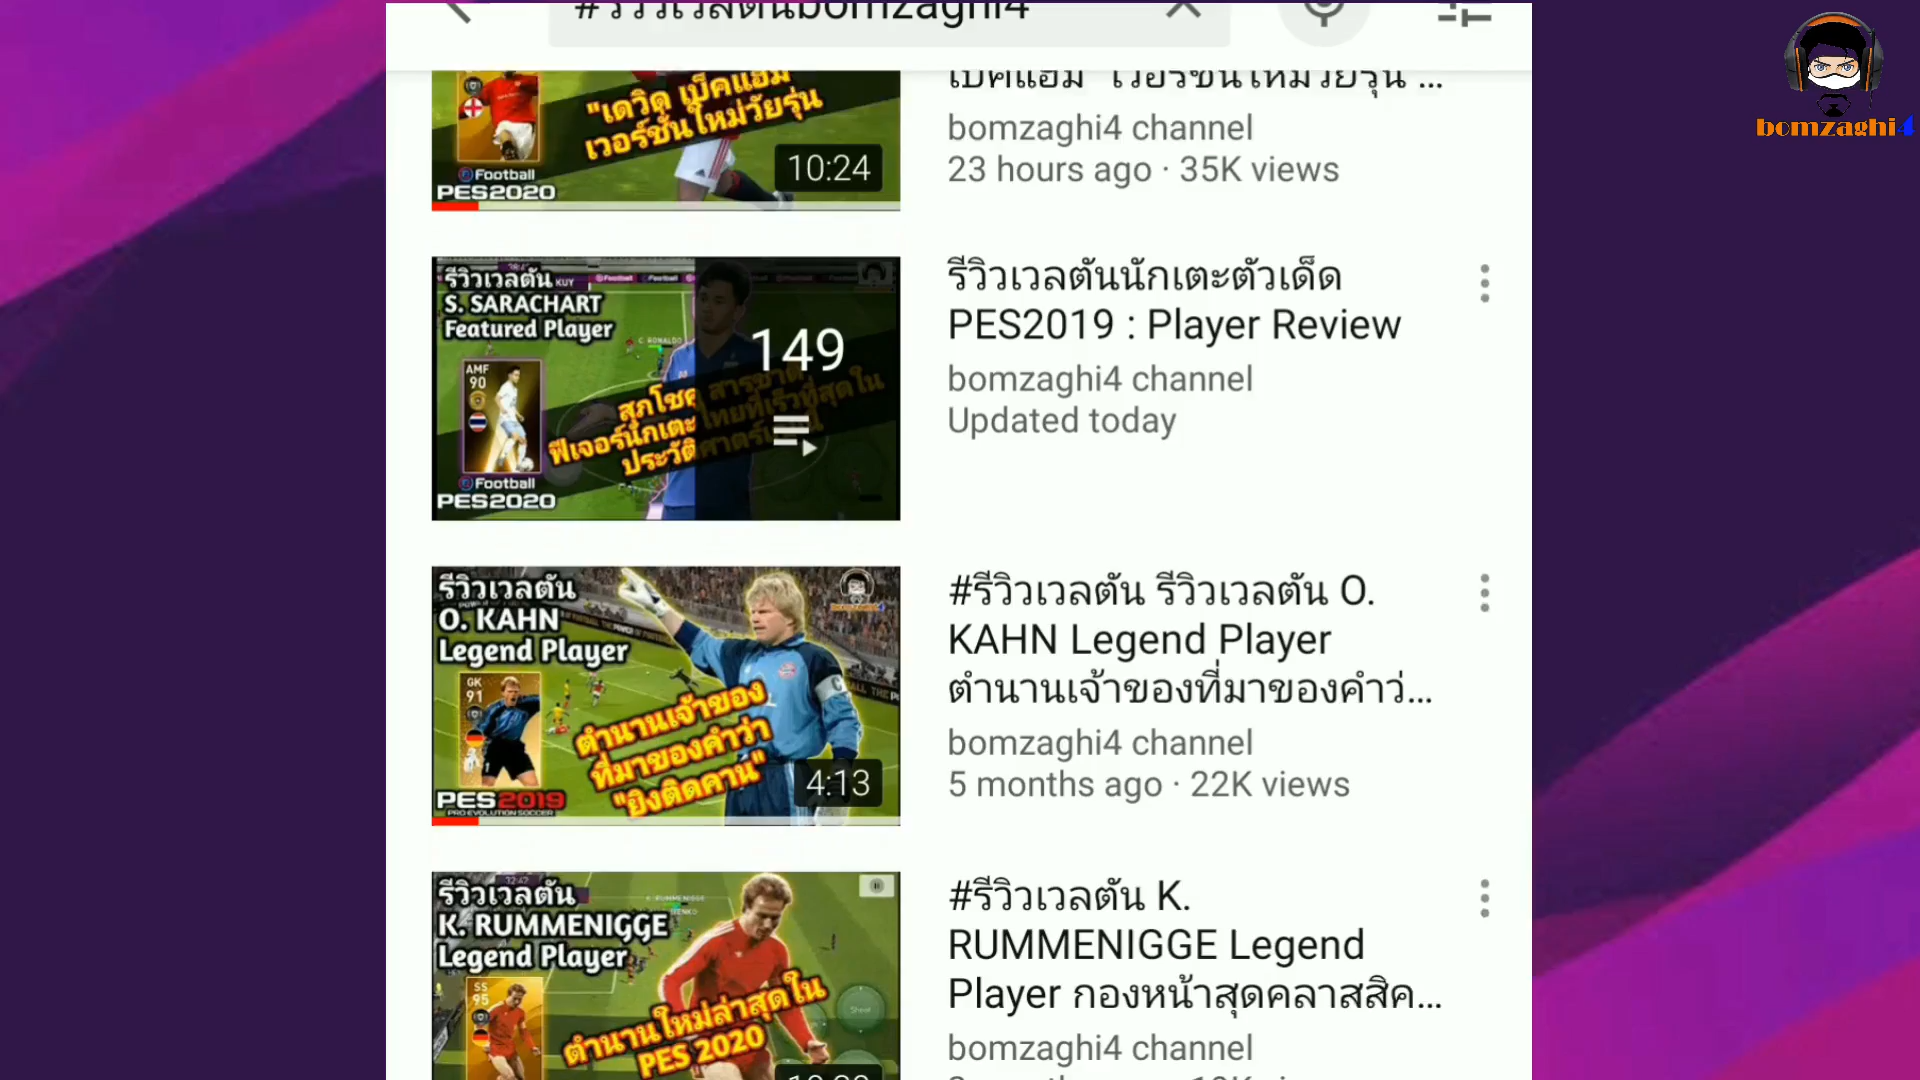 #รีวิวเวลตันbomzaghi4
bomzaghi4
"เดวิด เบ็คแฮม
เวอร์ชั่นใหม่วัยรุ่น
10:24
Football
PES2020
เบ็คแฮม" เวอร์ชั่นใหม่วัยรุ่น ...
bomzaghi4 channel
23 hours ago · 35K views
รีวิวเวลตัน
KUY
S. SARACHART
Featured Player
C. RONALDO
AMF
90
149
สุภโชค สารชาติ
ฟีเจอร์นักเตะไทยที่เร็วที่สุดใน
ประวัติศาสตร์เกม
Football
PES2020
รีวิวเวลตันนักเตะตัวเด็ด
PES2019 : Player Review
bomzaghi4 channel
Updated today
รีวิวเวลตัน
O. KAHN
Legend Player
GK
91
ตำนานเจ้าของ
ที่มาของคำว่า
"ยิงติดคาน"
4:13
PES2019
PRO EVOLUTION SOCCER
#รีวิวเวลตัน รีวิวเวลตัน O.
KAHN Legend Player
ตำนานเจ้าของที่มาของคำว่...
bomzaghi4 channel
5 months ago · 22K views
รีวิวเวลตัน
K. RUMMENIGGE
Legend Player
K. RUMMENIGGE
SS
95
ตำนานใหม่ล่าสุดใน
PES 2020
Shoot
#รีวิวเวลตัน K.
RUMMENIGGE Legend
Player กองหน้าสุดคลาสสิค...
bomzaghi4 channel